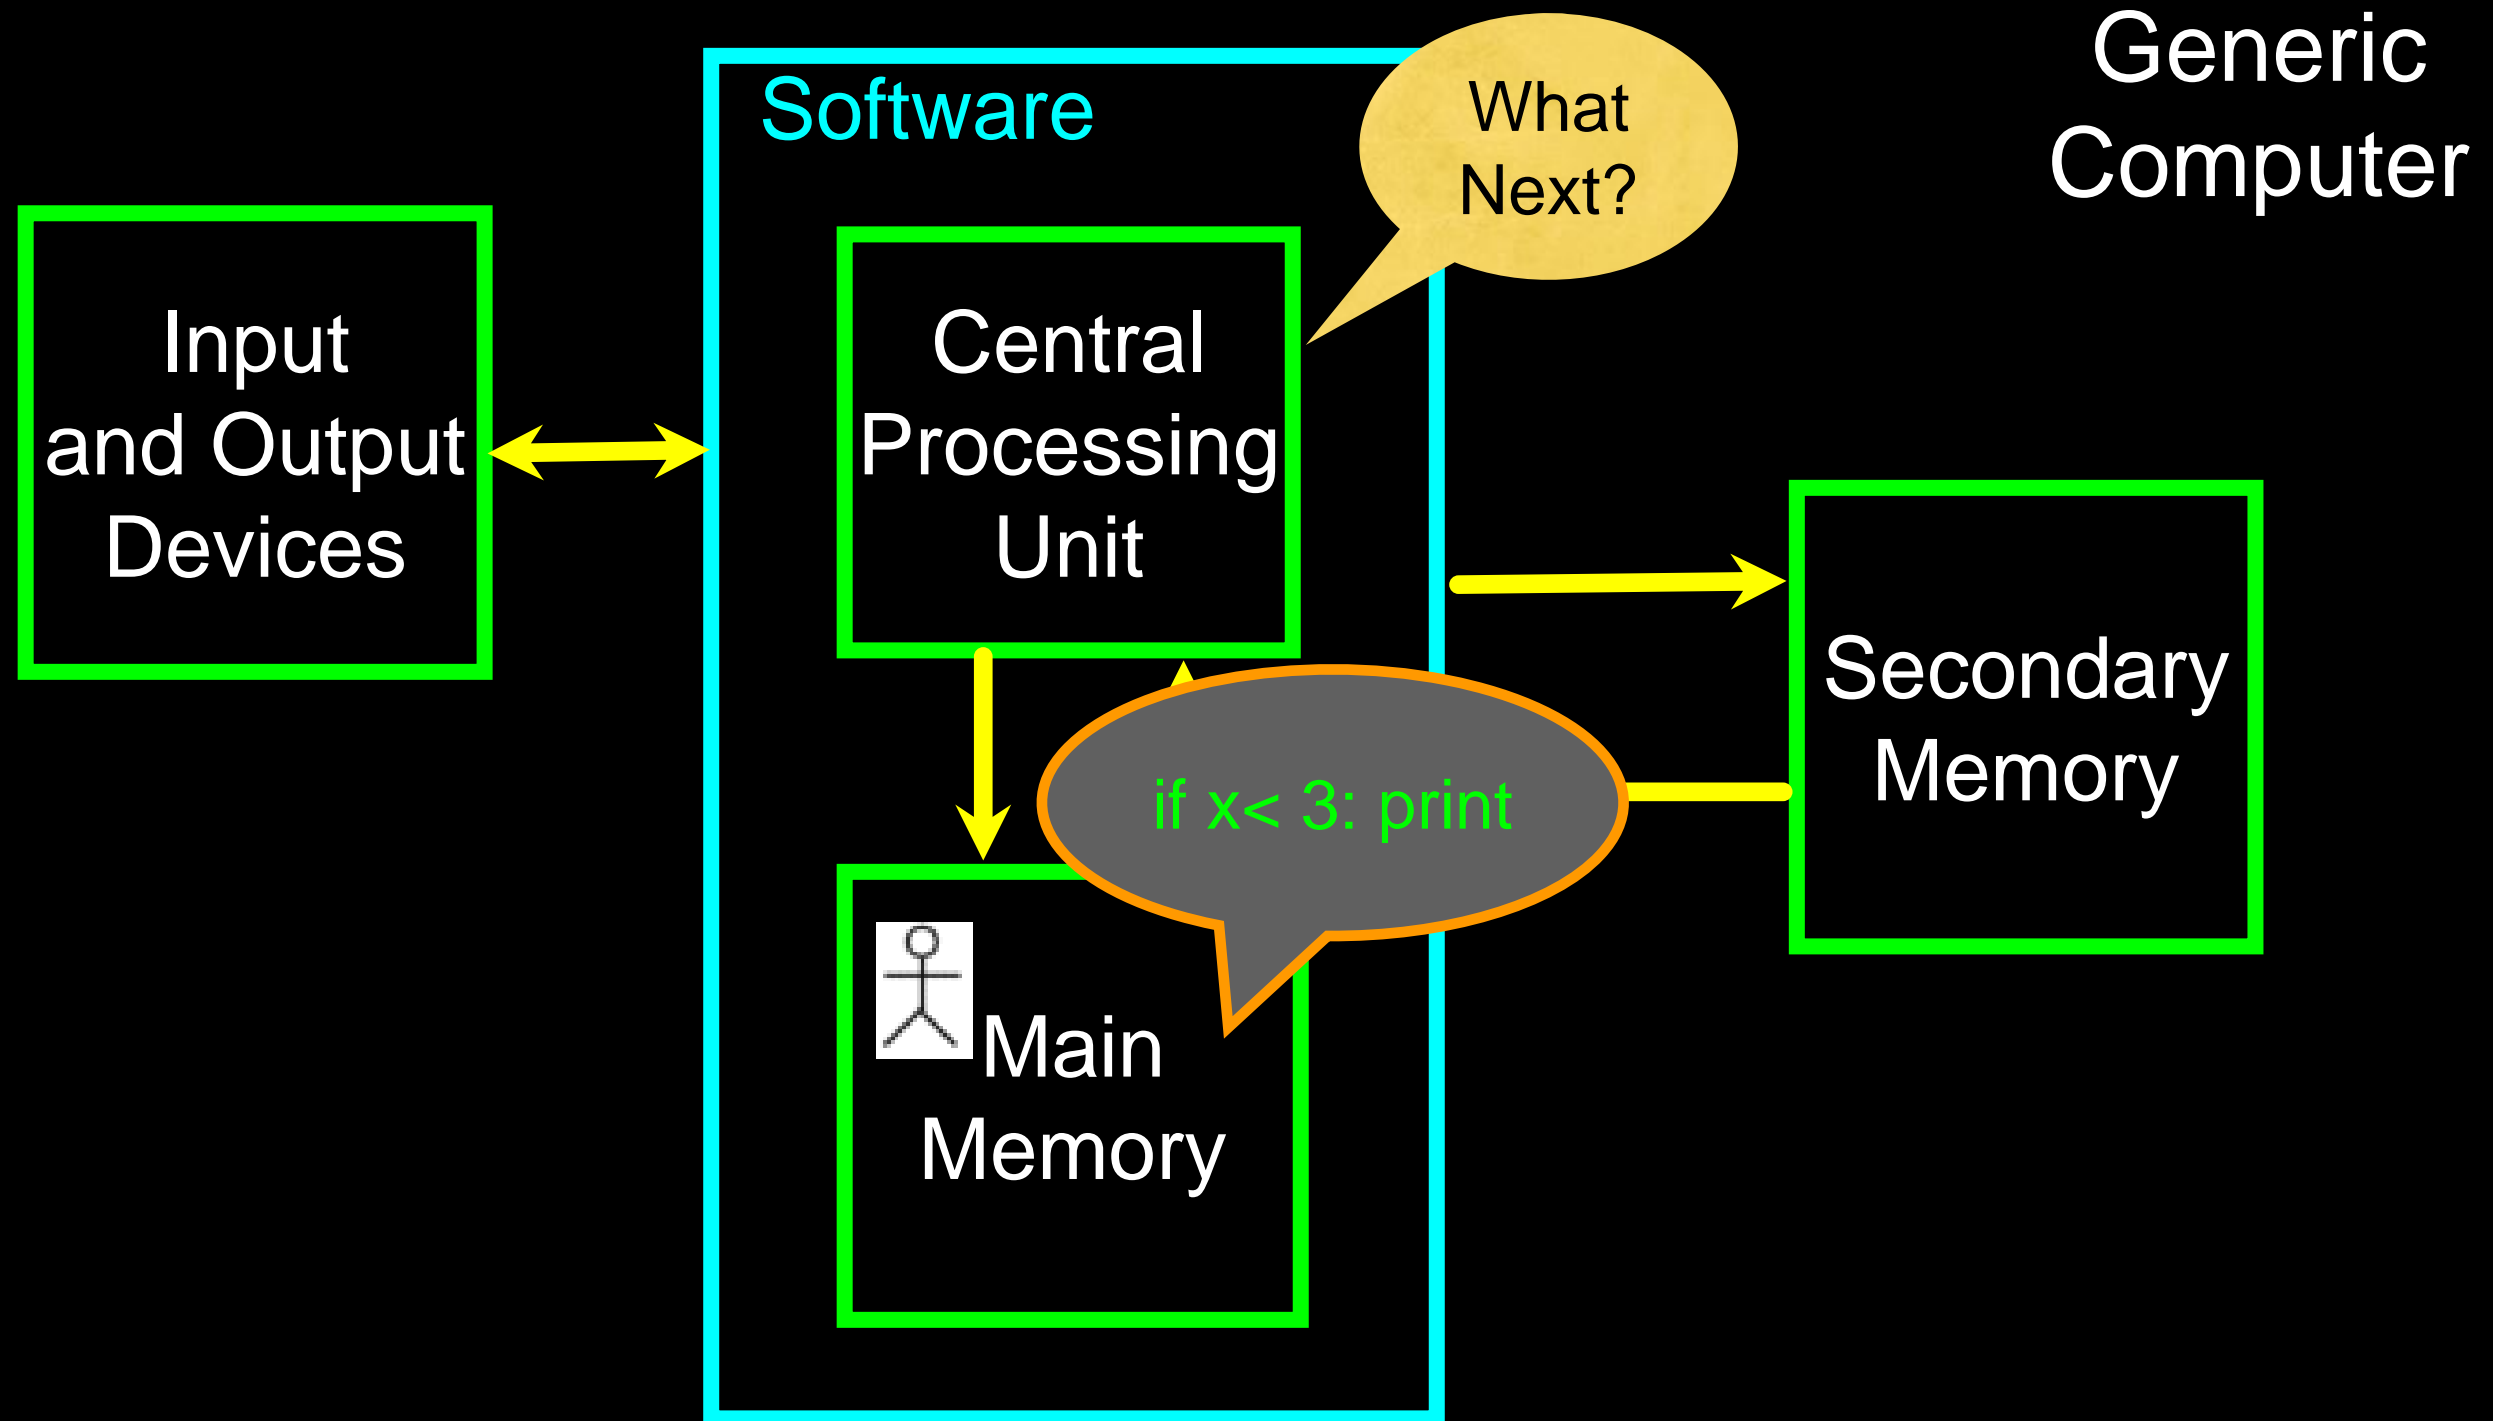 Generic
Computer
Software
What
Next?
Input
and Output
Devices
Central
Processing
Unit
Secondary
Memory
if x< 3: print
Main
Memory